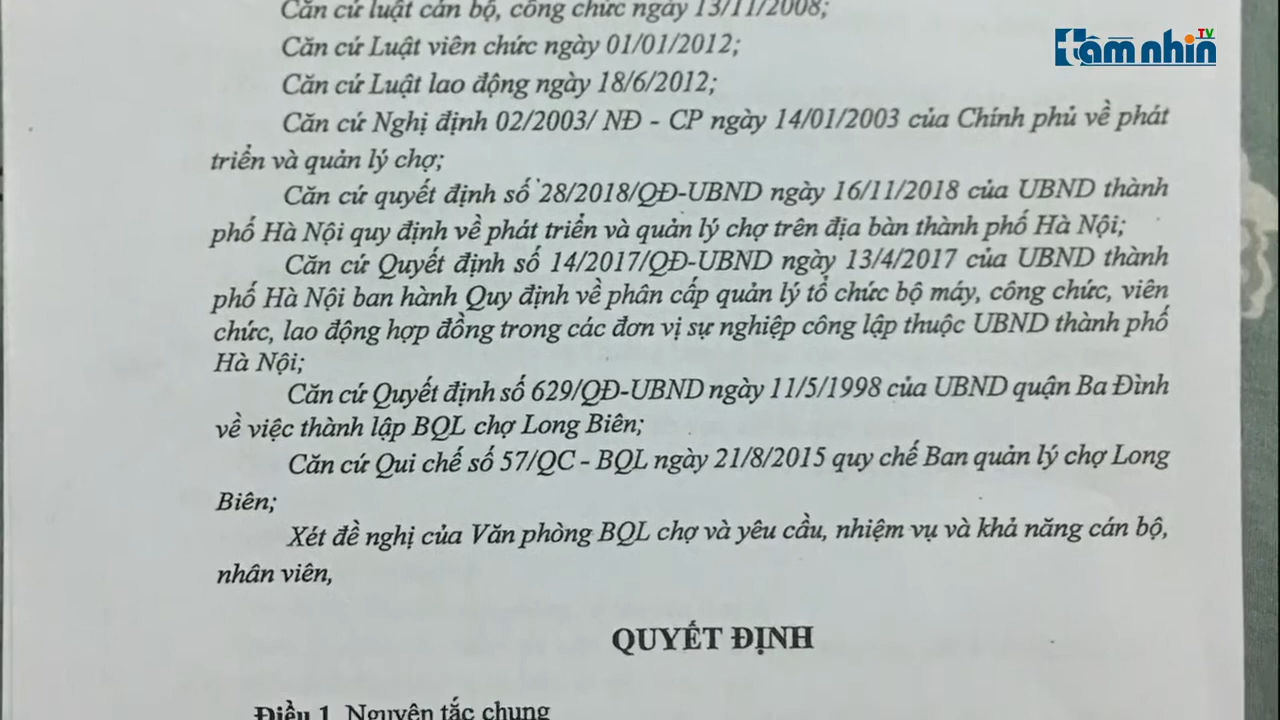 Căn cứ luật cán bộ, công chức ngày 13/11/2008;
tầm nhìn TV
Căn cứ Luật viên chức ngày 01/01/2012;
Căn cứ Luật lao động ngày 18/6/2012;
Căn cứ Nghị định 02/2003/ NĐ - CP ngày 14/01/2003 của Chính phủ về phát
triển và quản lý chợ;
Căn cứ quyết định số 28/2018/QĐ-UBND ngày 16/11/2018 của UBND thành
phố Hà Nội quy định về phát triển và quản lý chợ trên địa bàn thành phố Hà Nội;
Căn cứ Quyết định số 14/2017/QĐ-UBND ngày 13/4/2017 của UBND thành
phố Hà Nội ban hành Quy định về phân cấp quản lý tổ chức bộ máy, công chức, viên
chức, lao động hợp đồng trong các đơn vị sự nghiệp công lập thuộc UBND thành phố
Hà Nội;
Căn cứ Quyết định số 629/QĐ-UBND ngày 11/5/1998 của UBND quận Ba Đình
về việc thành lập BQL chợ Long Biên;
Căn cứ Qui chế số 57/QC - BQL ngày 21/8/2015 quy chế Ban quản lý chợ Long
Biên;
Xét đề nghị của Văn phòng BQL chợ và yêu cầu, nhiệm vụ và khả năng cán bộ,
nhân viên,
QUYẾT ĐỊNH
Điều 1. Nguyên tắc chung